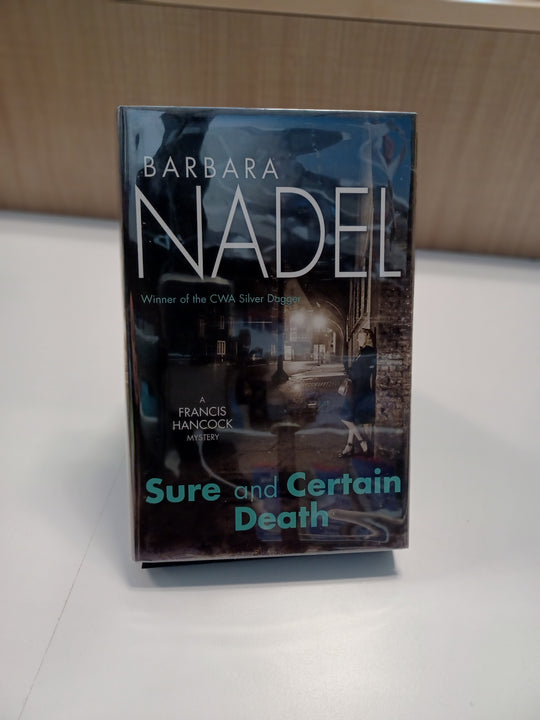 BARBARA
NADEL
Winner of the CWA Silver Dagger
A
FRANCIS
HANCOCK
MYSTERY
Sure and Certain
Death